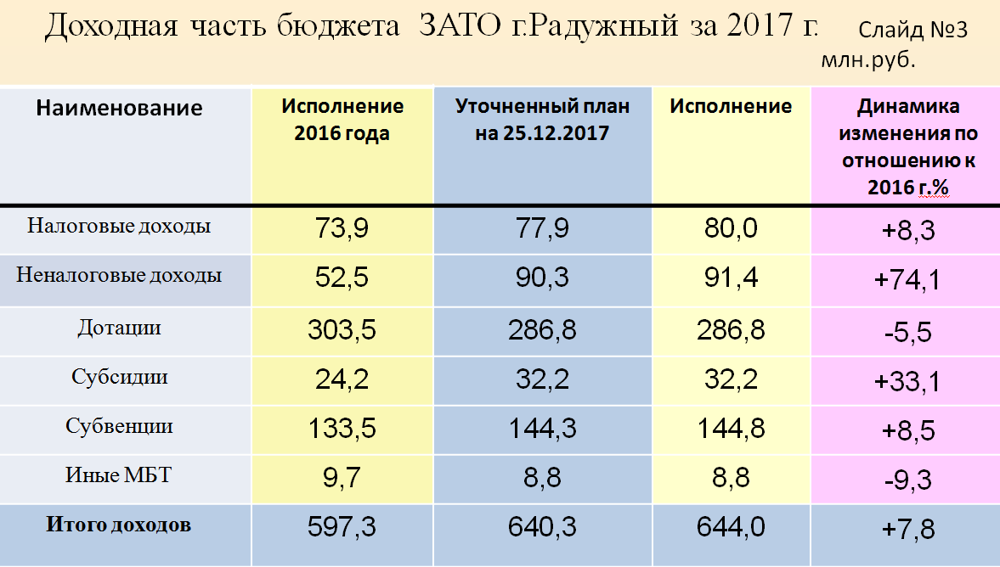 Доходная часть бюджета ЗАТО г.Радужный за 2017 г. Слайд №3
млн.руб.
Наименование Исполнение 2016 года Уточненный план на 25.12.2017 Исполнение Динамика изменения по отношению к 2016 г.%
Налоговые доходы 73,9 77,9 80,0 +8,3
Неналоговые доходы 52,5 90,3 91,4 +74,1
Дотации 303,5 286,8 286,8 -5,5
Субсидии 24,2 32,2 32,2 +33,1
Субвенции 133,5 144,3 144,8 +8,5
Иные МБТ 9,7 8,8 8,8 -9,3
Итого доходов 597,3 640,3 644,0 +7,8